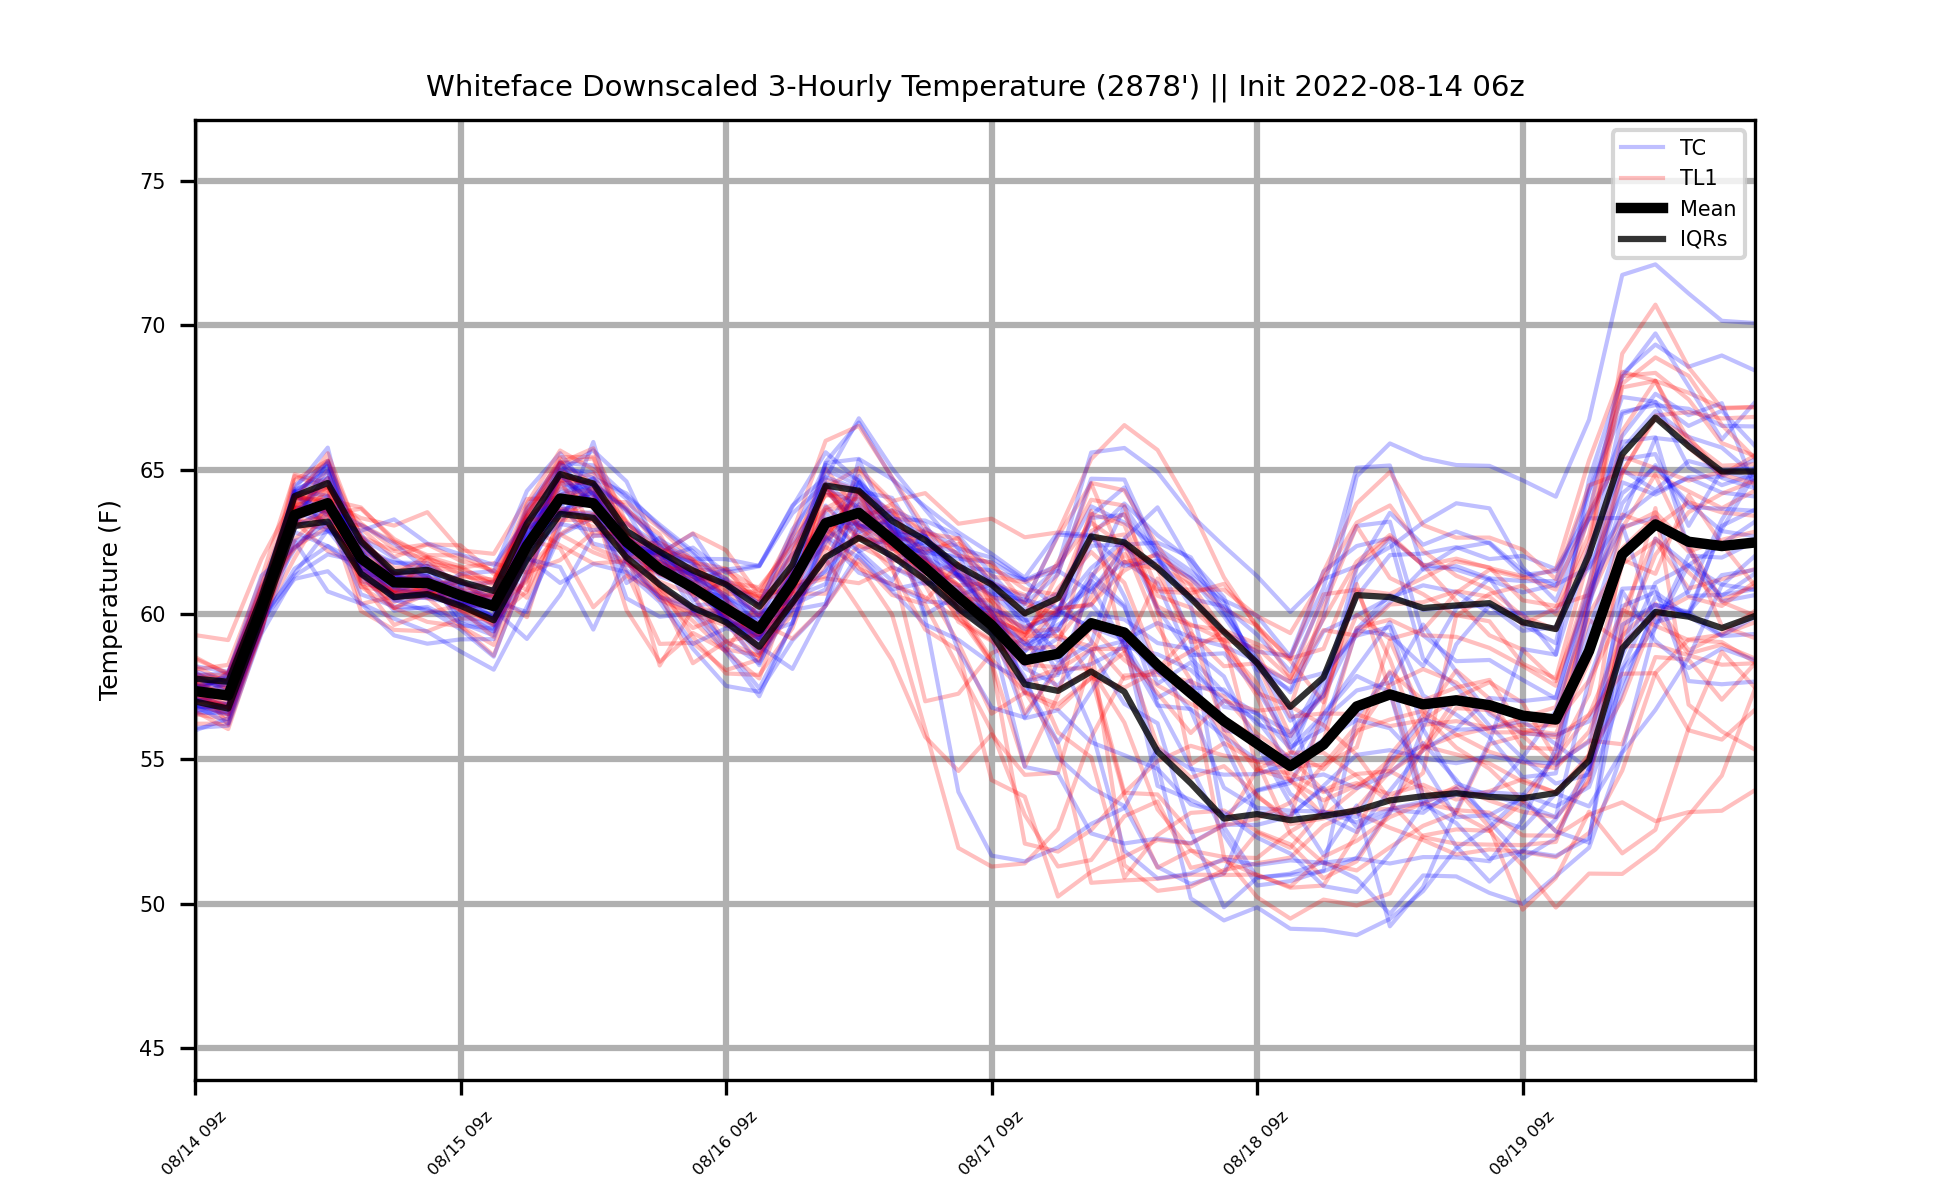 Whiteface Downscaled 3-Hourly Temperature (2878') || Init 2022-08-14 06z
TC
TL1
Mean
IQRs
Temperature (F)
75
70
65
60
55
50
45
08/14 09z
08/15 09z
08/16 09z
08/17 09z
08/18 09z
08/19 09z